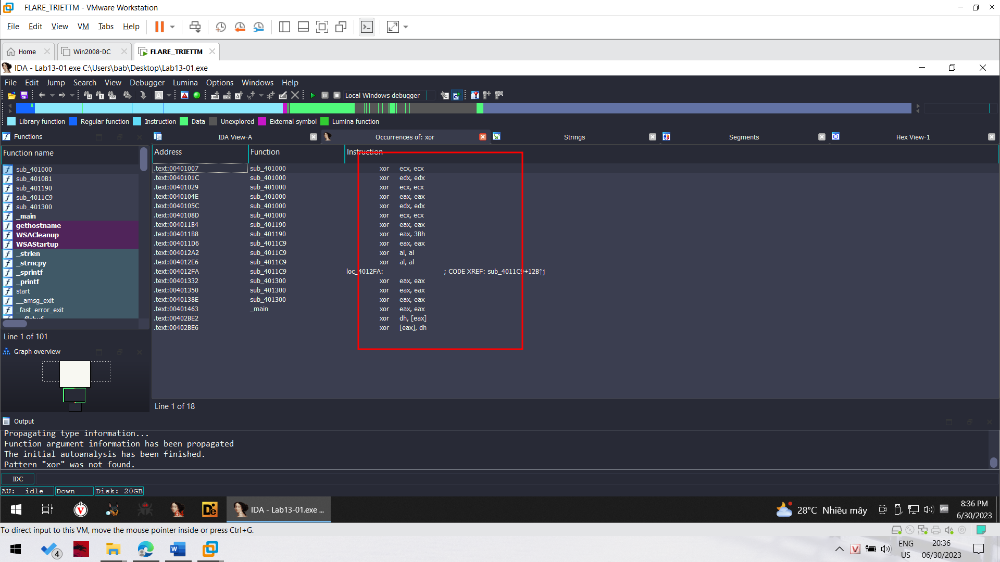 FLARE_TRIETTM - VMware Workstation
File Edit View VM Tabs Help
Home Win2008-DC FLARE_TRIETTM
IDA - Lab13-01.exe C:\Users\bab\Desktop\Lab13-01.exe
File Edit Jump Search View Debugger Lumina Options Windows Help
Local Windows debugger
Library function Regular function Instruction Data Unexplored External symbol Lumina function
Functions IDA View-A Occurrences of: xor Strings Segments Hex View-1
Function name
sub_401000
sub_4010B1
sub_401190
sub_4011C9
sub_401300
_main
gethostname
WSACleanup
WSAStartup
_strlen
_strncpy
_sprintf
_printf
start
__amsg_exit
_fast_error_exit
Line 1 of 101
Graph overview
Address Function Instruction
.text:00401007 sub_401000 xor ecx, ecx
.text:0040101C sub_401000 xor edx, edx
.text:00401029 sub_401000 xor ecx, ecx
.text:0040104E sub_401000 xor eax, eax
.text:0040105C sub_401000 xor edx, edx
.text:0040108D sub_401000 xor ecx, ecx
.text:004011B4 sub_401190 xor eax, eax
.text:004011B8 sub_401190 xor eax, 3Bh
.text:004011D6 sub_4011C9 xor eax, eax
.text:004012A2 sub_4011C9 xor al, al
.text:004012E6 sub_4011C9 xor al, al
.text:004012FA sub_4011C9 loc_4012FA: ; CODE XREF: sub_4011C9+12B↑j
.text:00401332 sub_401300 xor eax, eax
.text:00401350 sub_401300 xor eax, eax
.text:0040138E sub_401300 xor eax, eax
.text:00401463 _main xor eax, eax
.text:00402BE2 xor dh, [eax]
.text:00402BE6 xor [eax], dh
Line 1 of 18
Output
Propagating type information...
Function argument information has been propagated
The initial autoanalysis has been finished.
Pattern "xor" was not found.
IDC
AU: idle Down Disk: 20GB
IDA - Lab13-01.exe ...
28°C Nhiều mây
8:36 PM
6/30/2023
To direct input to this VM, move the mouse pointer inside or press Ctrl+G.
4
ENG
US
20:36
06/30/2023